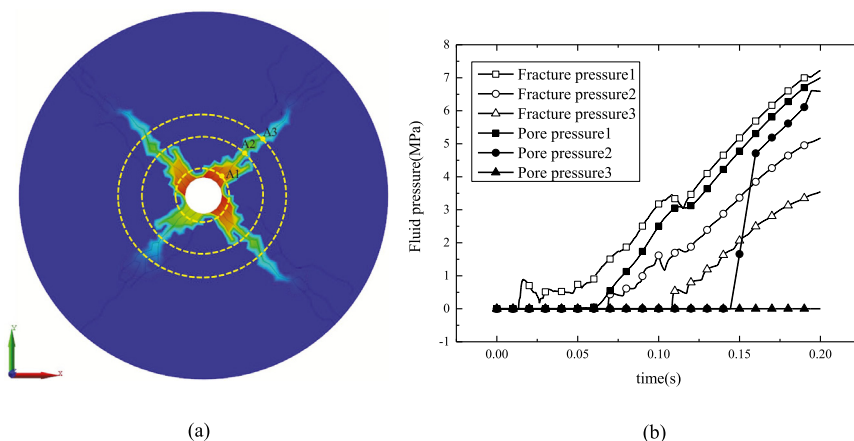 A3
A2
A1
Y
X
(a)
Fluid pressure(MPa)
8
7
6
5
4
3
2
1
0
-1
Fracture pressure1
Fracture pressure2
Fracture pressure3
Pore pressure1
Pore pressure2
Pore pressure3
0.00 0.05 0.10 0.15 0.20
time(s)
(b)